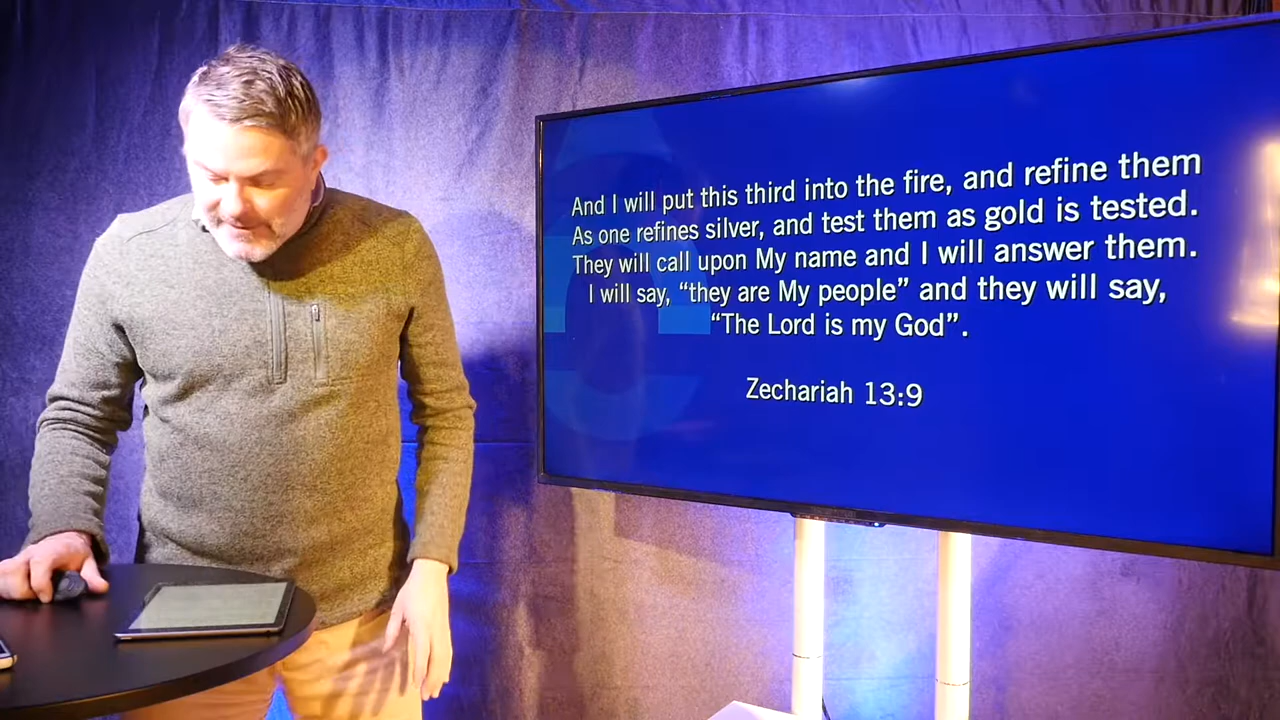 And I will put this third into the fire, and refine them
As one refines silver, and test them as gold is tested.
They will call upon My name and I will answer them.
I will say, “they are My people” and they will say,
“The Lord is my God”.
Zechariah 13:9